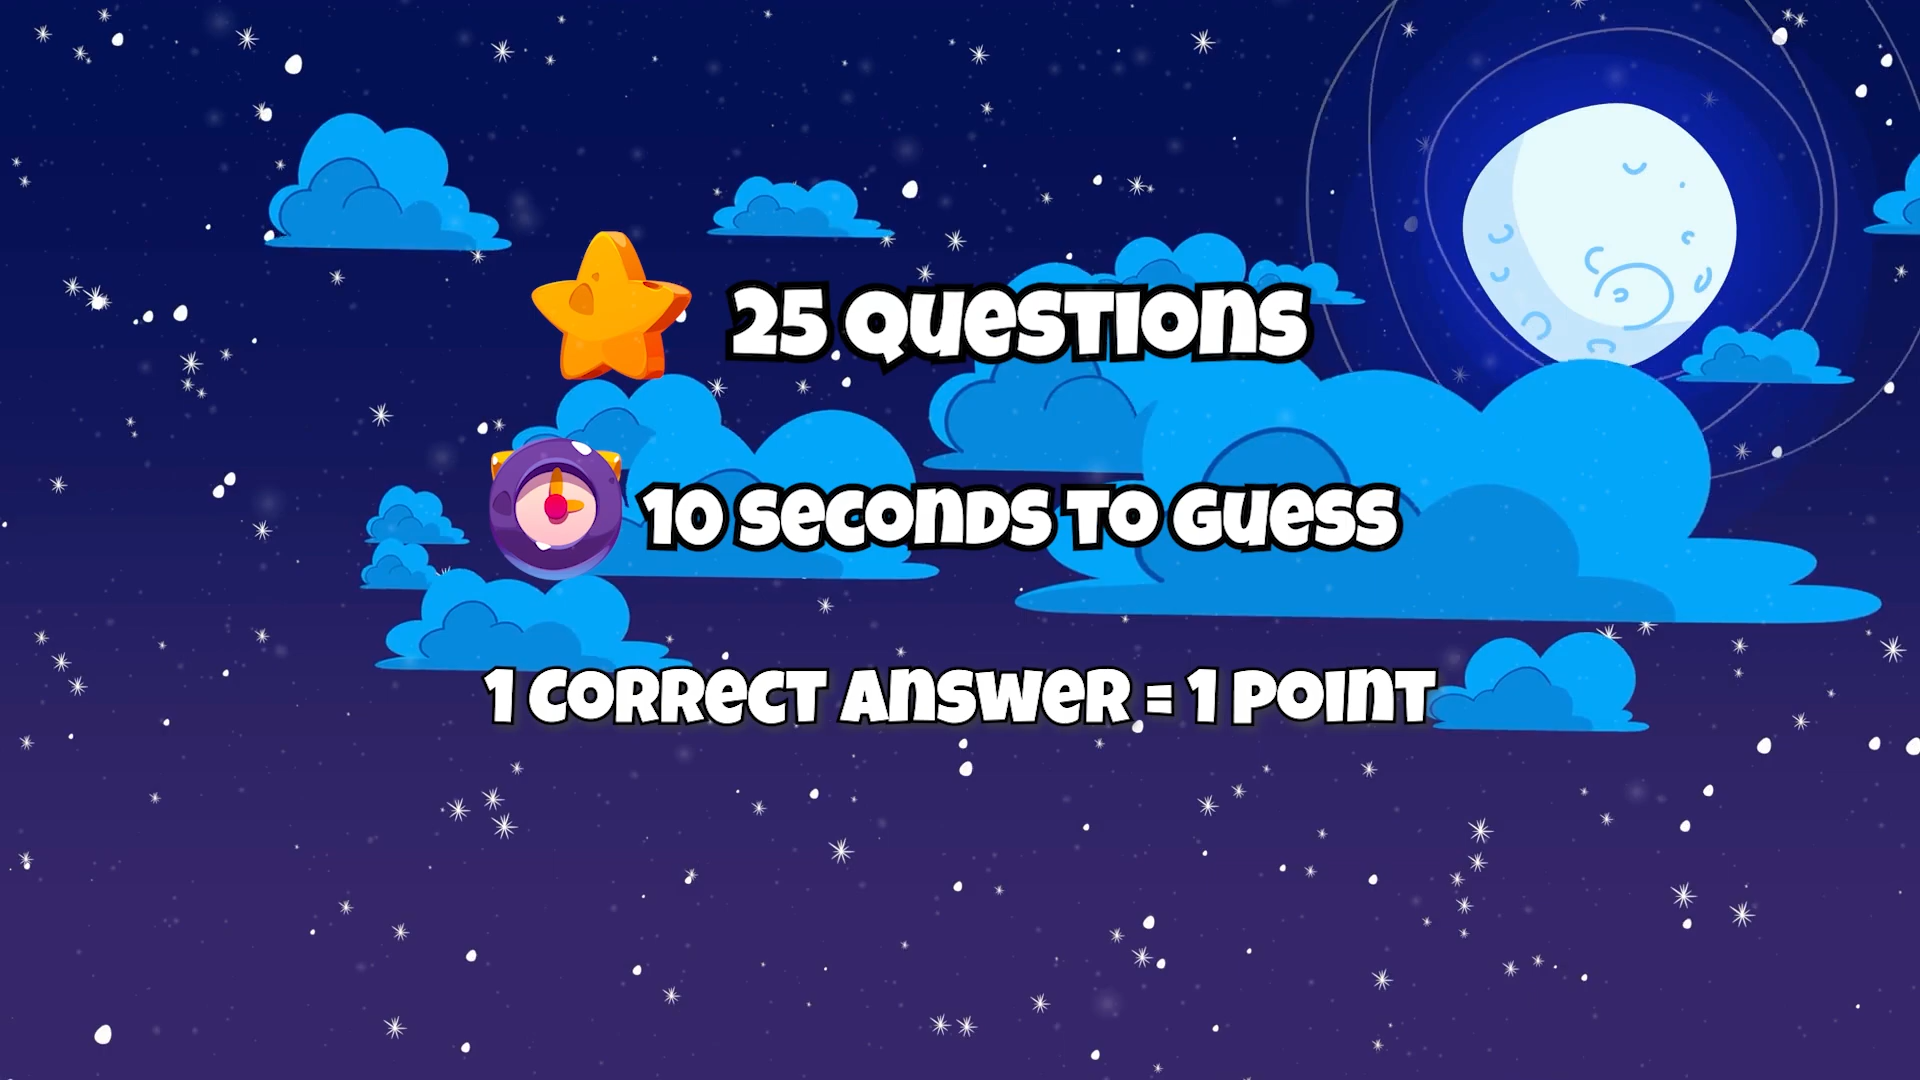 25 Questions
10 seconds to guess
1 correct answer = 1 point